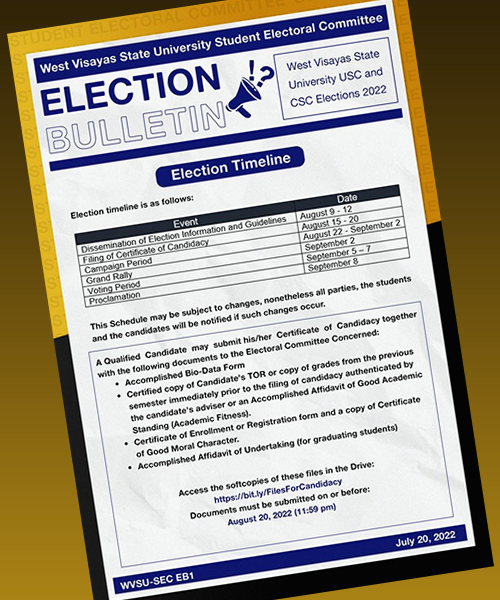 STUDENT ELECTORAL COMMITTEE
West Visayas State University Student Electoral Committee
ELECTION
BULLETIN
!?
West Visayas State
University USC and
CSC Elections 2022
Election Timeline
Election timeline is as follows:
Event Date
Dissemination of Election Information and Guidelines August 9 - 12
Filing of Certificate of Candidacy August 15 - 20
Campaign Period August 22 - September 2
Grand Rally September 2
Voting Period September 5 – 7
Proclamation September 8
This Schedule may be subject to changes, nonetheless all parties, the students
and the candidates will be notified if such changes occur.
A Qualified Candidate may submit his/her Certificate of Candidacy together
with the following documents to the Electoral Committee Concerned:
• Accomplished Bio-Data Form
• Certified copy of Candidate's TOR or copy of grades from the previous
semester immediately prior to the filing of candidacy authenticated by
the candidate's adviser or an Accomplished Affidavit of Good Academic
Standing (Academic Fitness).
• Certificate of Enrollment or Registration form and a copy of Certificate
of Good Moral Character.
• Accomplished Affidavit of Undertaking (for graduating students)
Access the softcopies of these files in the Drive:
https://bit.ly/FilesForCandidacy
Documents must be submitted on or before:
August 20, 2022 (11:59 pm)
WVSU-SEC EB1 July 20, 2022